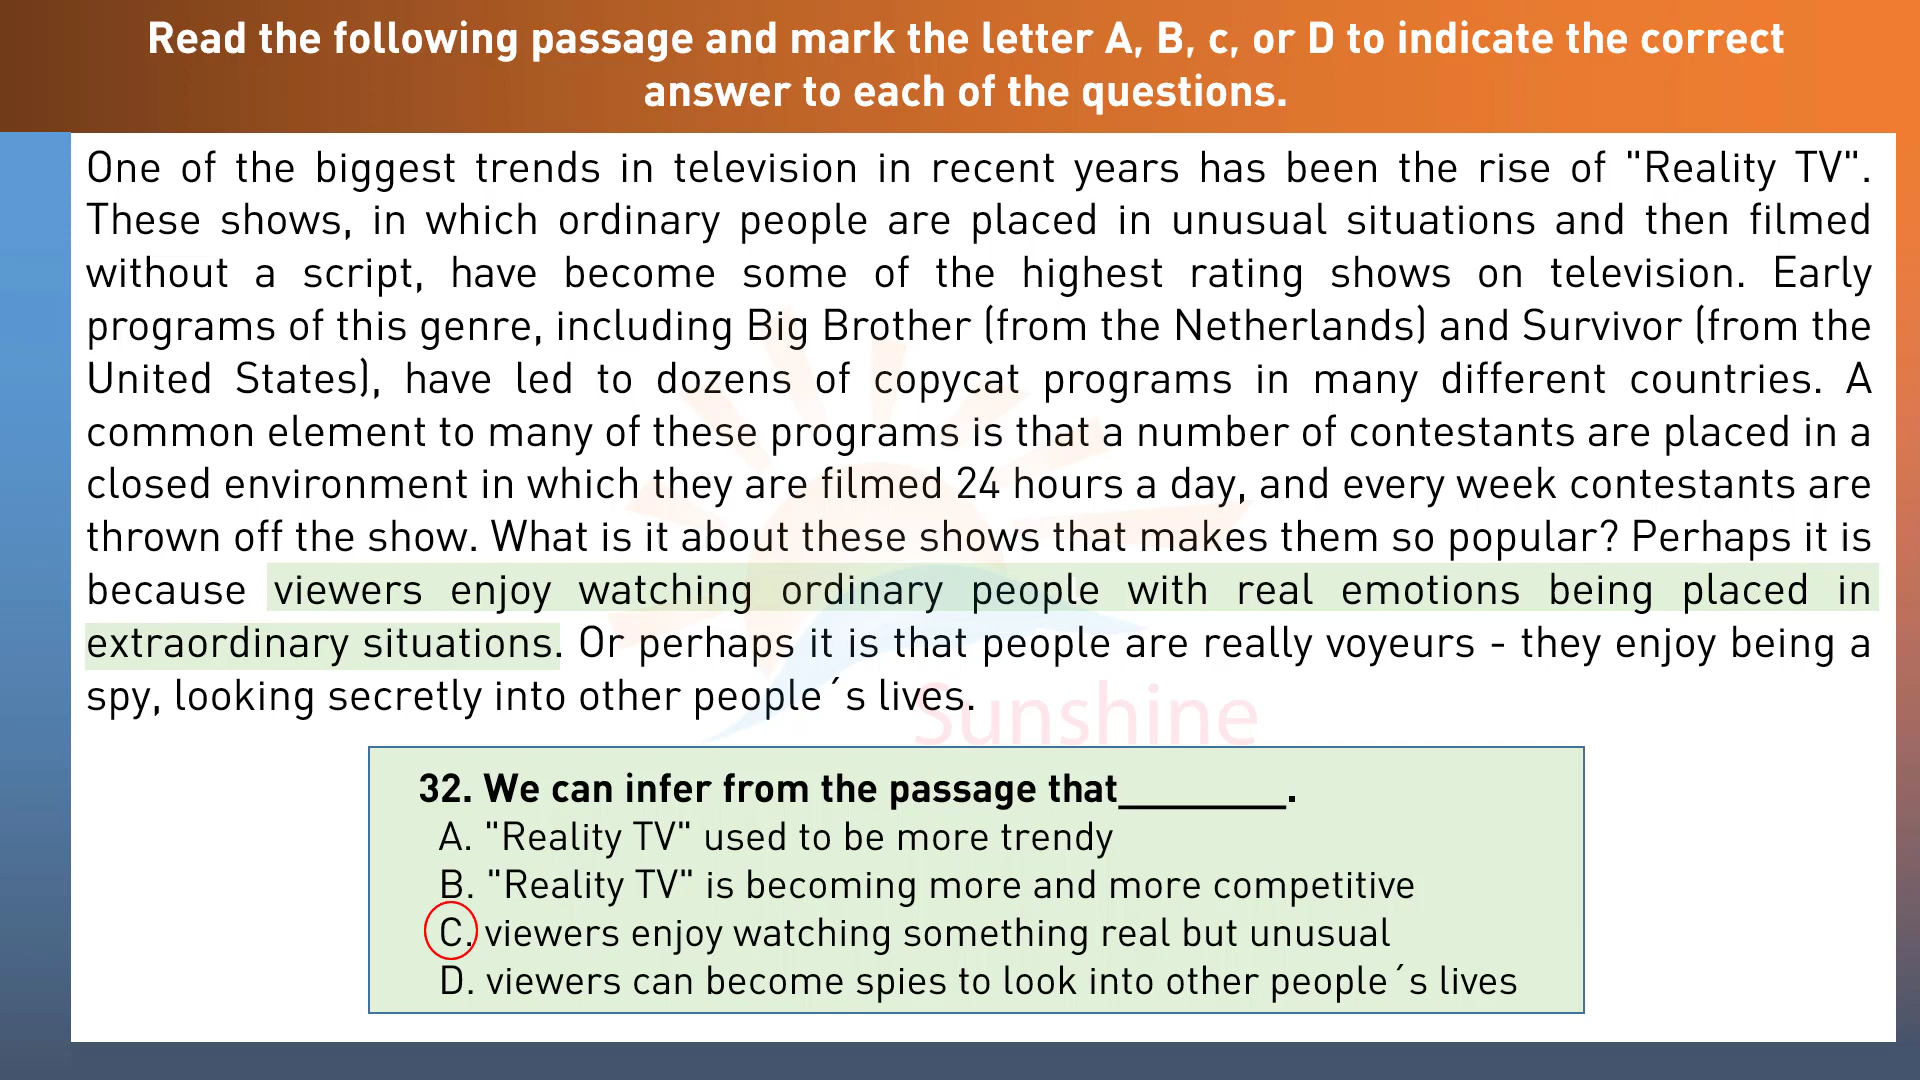 Read the following passage and mark the letter A, B, c, or D to indicate the correct
answer to each of the questions.
One of the biggest trends in television in recent years has been the rise of "Reality TV".
These shows, in which ordinary people are placed in unusual situations and then filmed
without a script, have become some of the highest rating shows on television. Early
programs of this genre, including Big Brother (from the Netherlands) and Survivor (from the
United States), have led to dozens of copycat programs in many different countries. A
common element to many of these programs is that a number of contestants are placed in a
closed environment in which they are filmed 24 hours a day, and every week contestants are
thrown off the show. What is it about these shows that makes them so popular? Perhaps it is
because viewers enjoy watching ordinary people with real emotions being placed in
extraordinary situations. Or perhaps it is that people are really voyeurs - they enjoy being a
spy, looking secretly into other people´s lives.
Sunshine
32. We can infer from the passage that________.
A. "Reality TV" used to be more trendy
B. "Reality TV" is becoming more and more competitive
C. viewers enjoy watching something real but unusual
D. viewers can become spies to look into other people´s lives